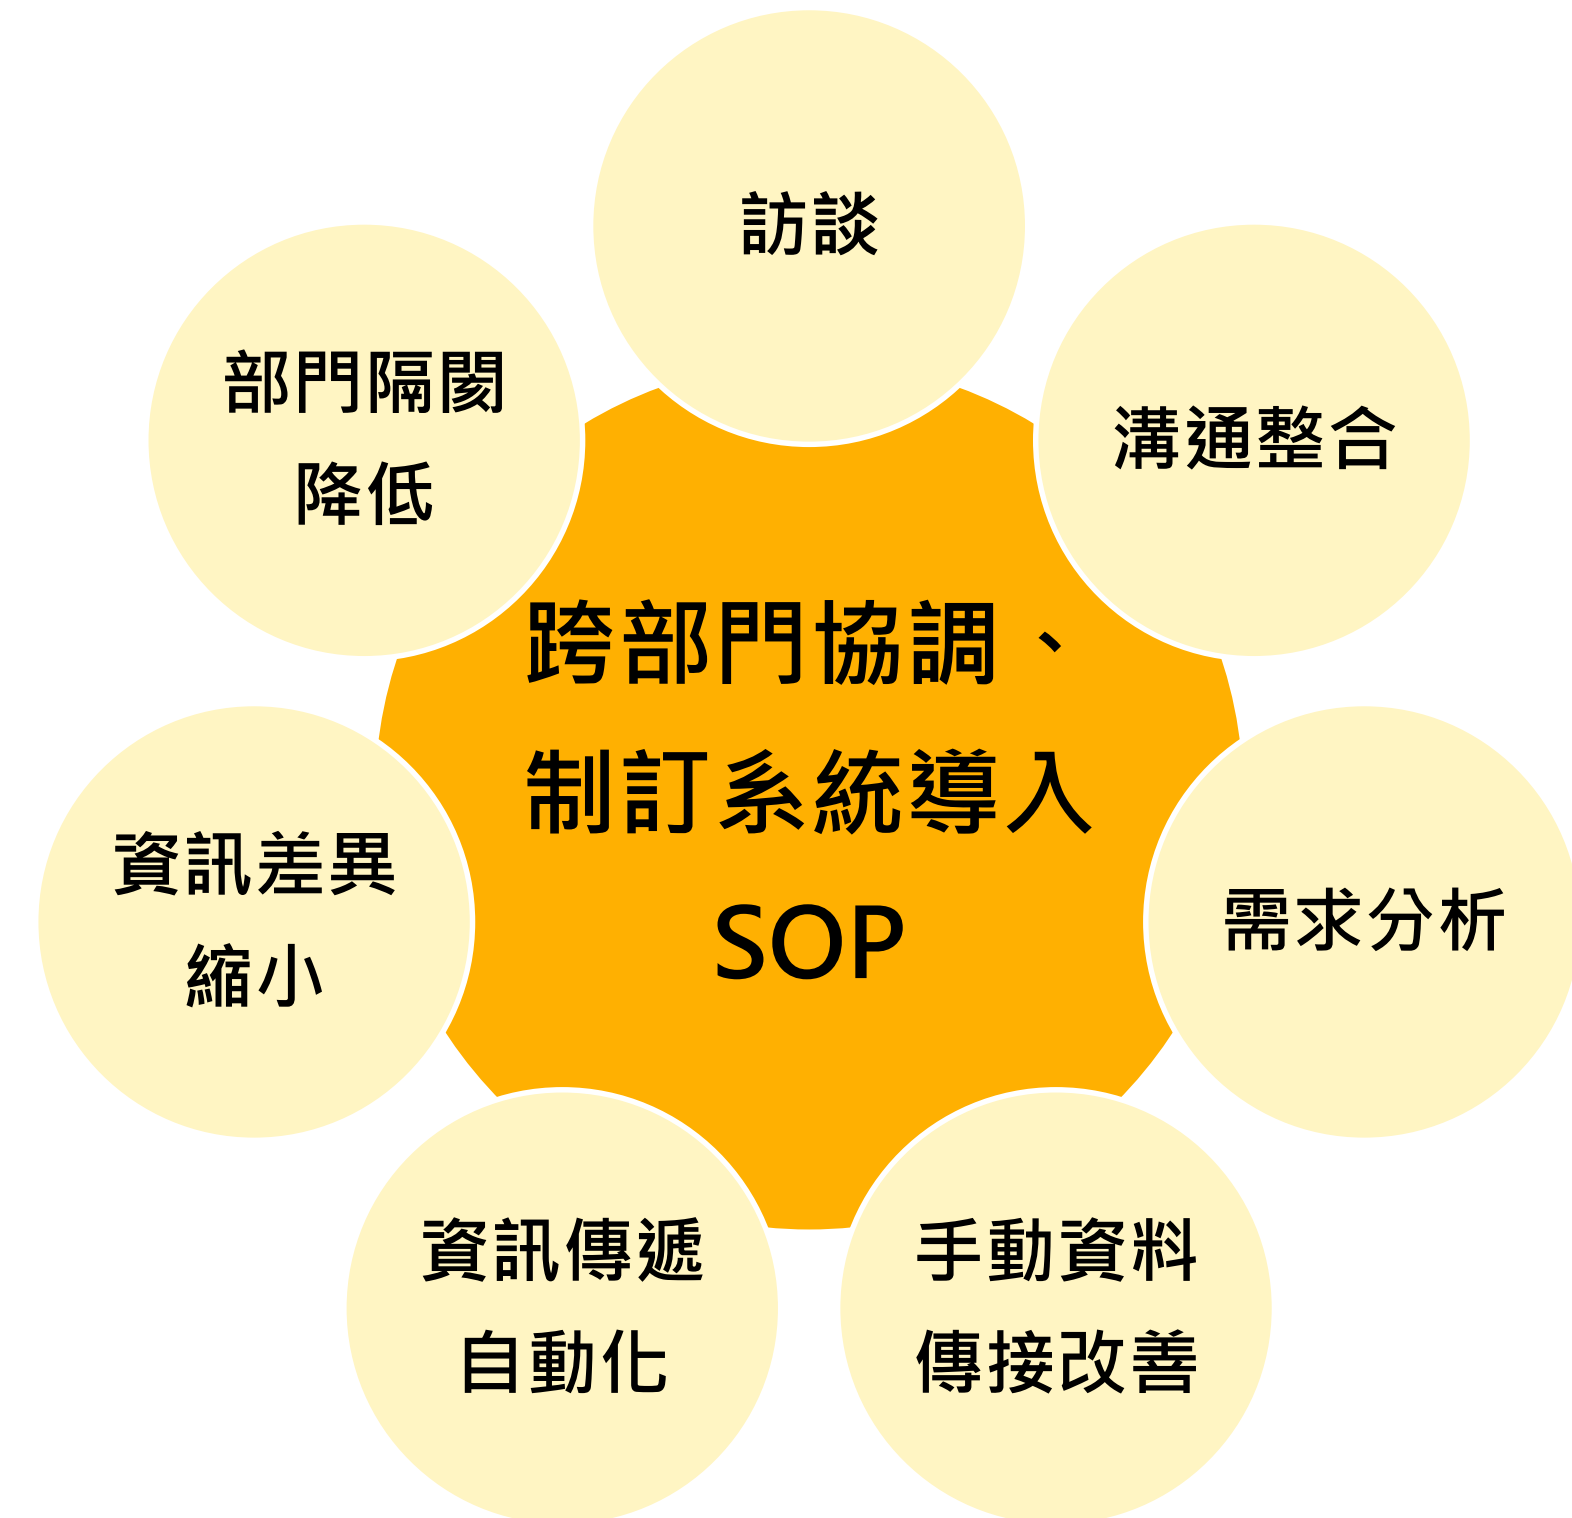 訪談
溝通整合
需求分析
手動資料
傳接改善
資訊傳遞
自動化
資訊差異
縮小
部門隔閡
降低
跨部門協調、
制訂系統導入
SOP